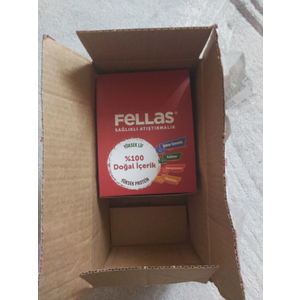 FELLAS
SAĞLIKLI ATIŞTIRMALIK
YÜKSEK LİF
%100
Doğal İçerik
YÜKSEK PROTEİN